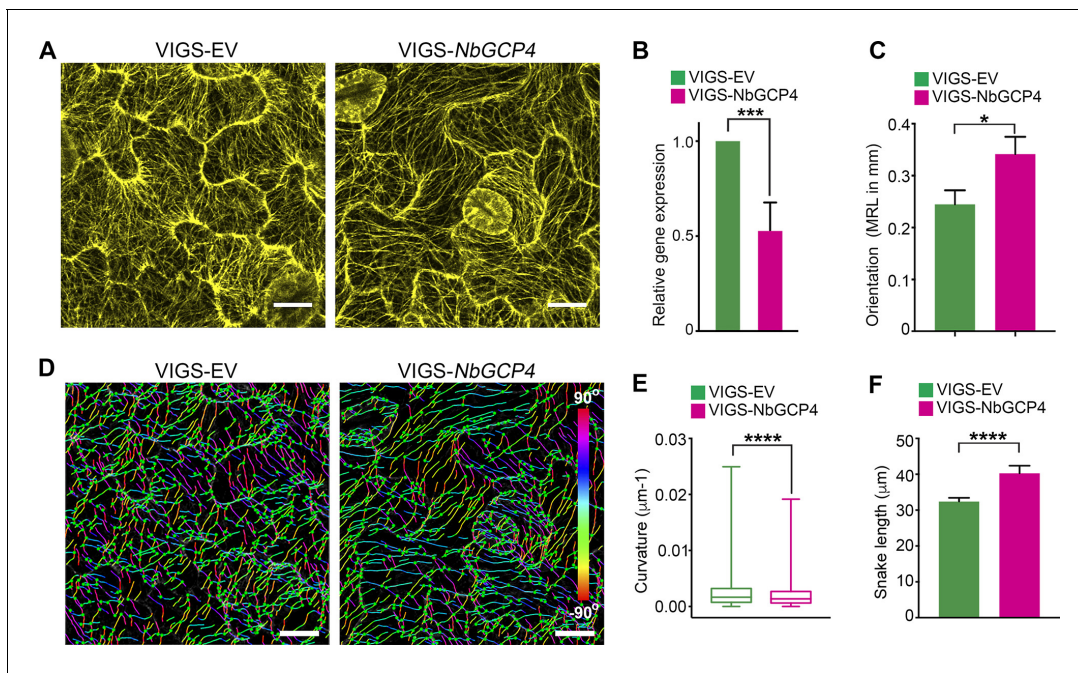 A
VIGS-EV
VIGS-NbGCP4
B
VIGS-EV
VIGS-NbGCP4
***
Relative gene expression
1.0
0.5
0
C
VIGS-EV
VIGS-NbGCP4
*
Orientation (MRL in mm)
0.4
0.3
0.2
0.1
0
D
VIGS-EV
VIGS-NbGCP4
90°
-90°
E
VIGS-EV
VIGS-NbGCP4
****
Curvature (μm-1)
0.03
0.02
0.01
0.00
F
VIGS-EV
VIGS-NbGCP4
****
Snake length (μm)
50
40
30
20
10
0